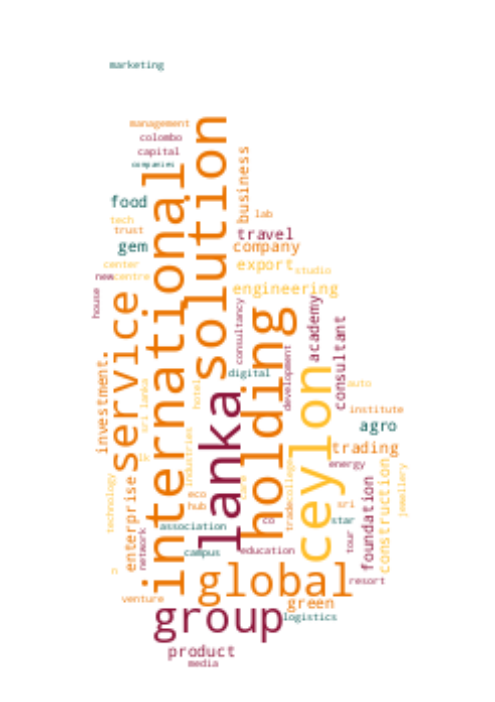 marketing
management
colombo
capital
companies
solution
international
business
food
lab
tech
trust
travel
gem
company
center
export
studio
new
centre
engineering
house
service
holding
consultancy
academy
consultant
investment.
development
digital
ceylon
sri lanka
hotel
lanka
auto
institute
agro
industries
trading
energy
construction
jewellery
technology
enterprise
eco
hub
care
trade
college
sri
foundation
co
star
association
network
tour
campus
education
global
resort
venture
green
group
logistics
product
media